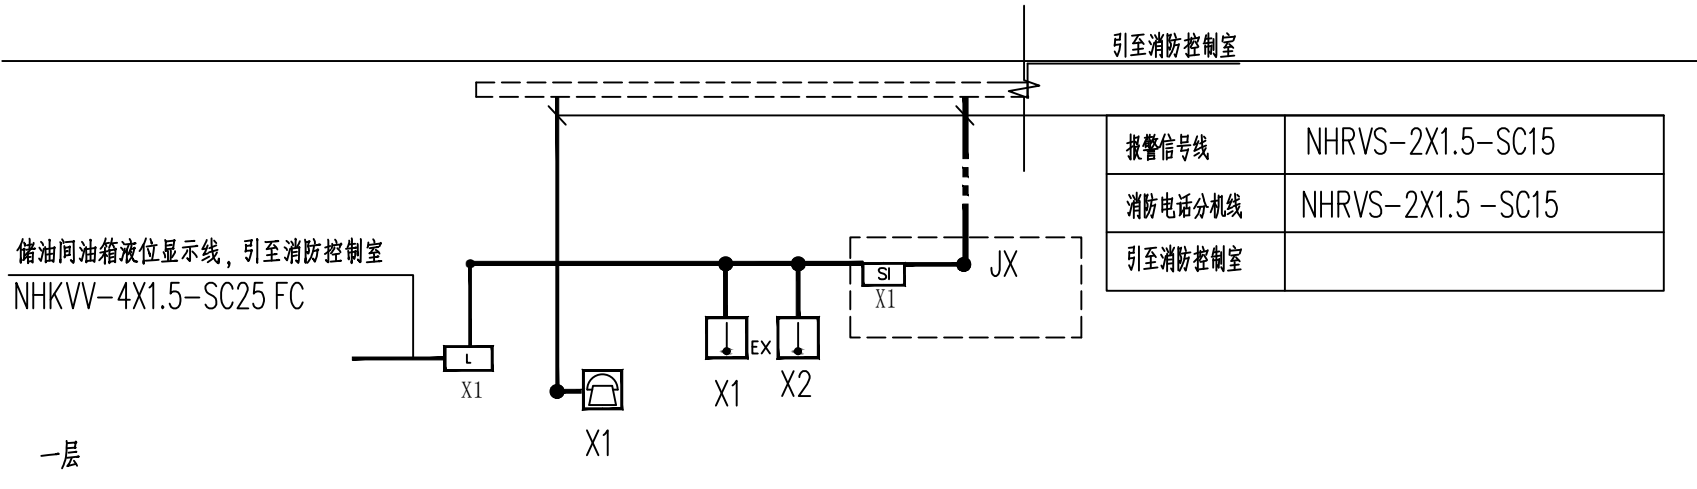 引至消防控制室
报警信号线 NHRVS-2X1.5-SC15
消防电话分机线 NHRVS-2X1.5 -SC15
引至消防控制室
储油间油箱液位显示线，引至消防控制室
NHKVV-4X1.5-SC25 FC
JX
SI
X1
EX
L
X1
X1
X2
X1
一层